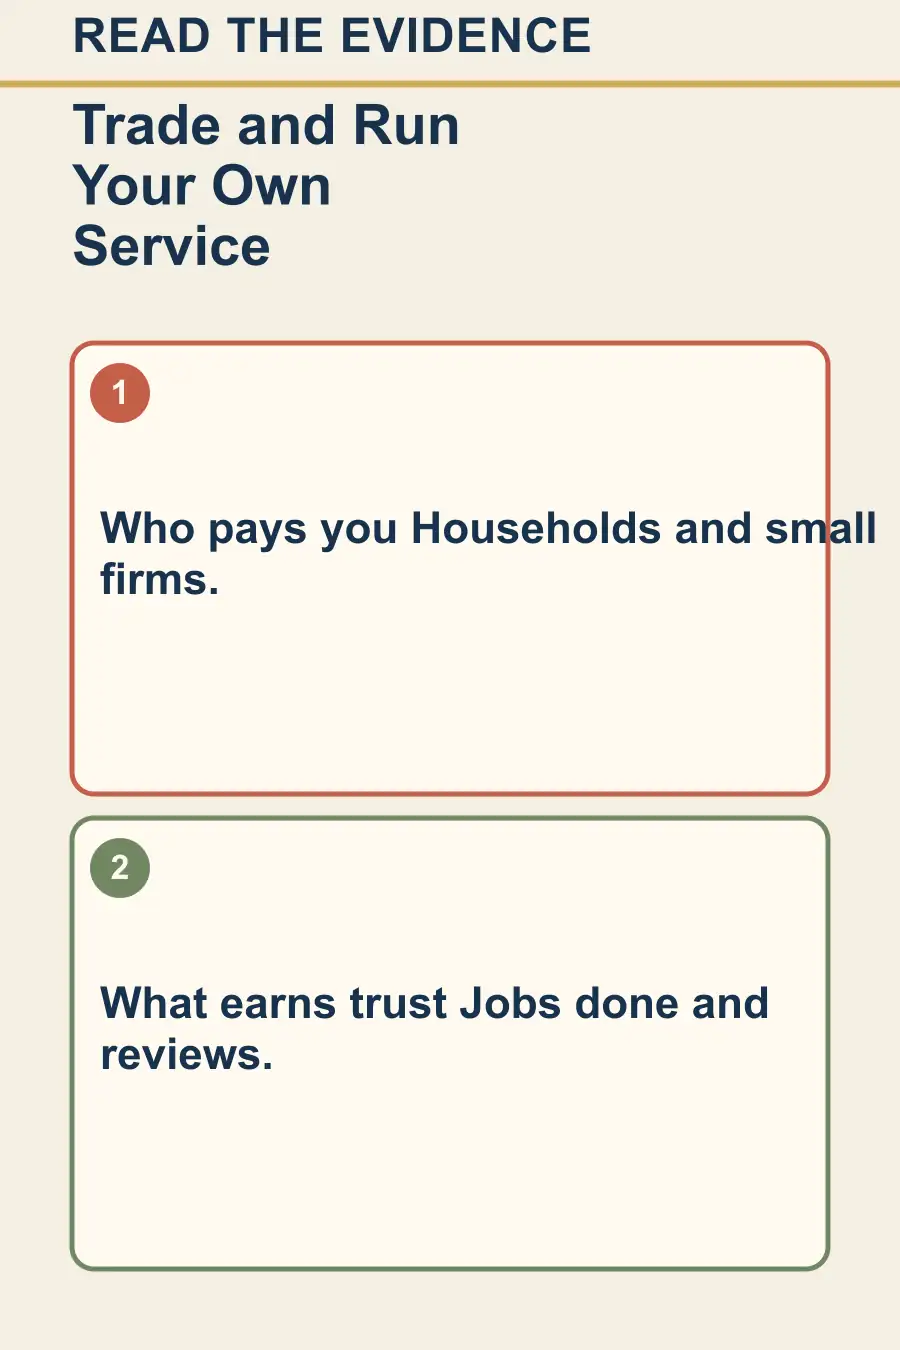 READ THE EVIDENCE
Trade and Run
Your Own
Service
1
Who pays you Households and small
firms.
2
What earns trust Jobs done and
reviews.